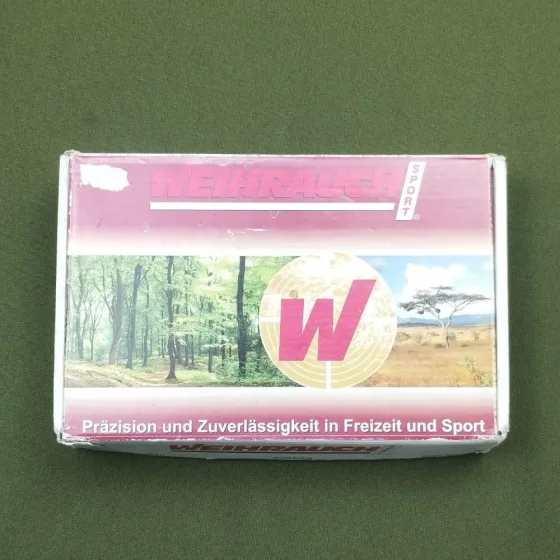 WEIHRAUCH
SPORT
®
W
Präzision und Zuverlässigkeit in Freizeit und Sport
WEIHRAUCH